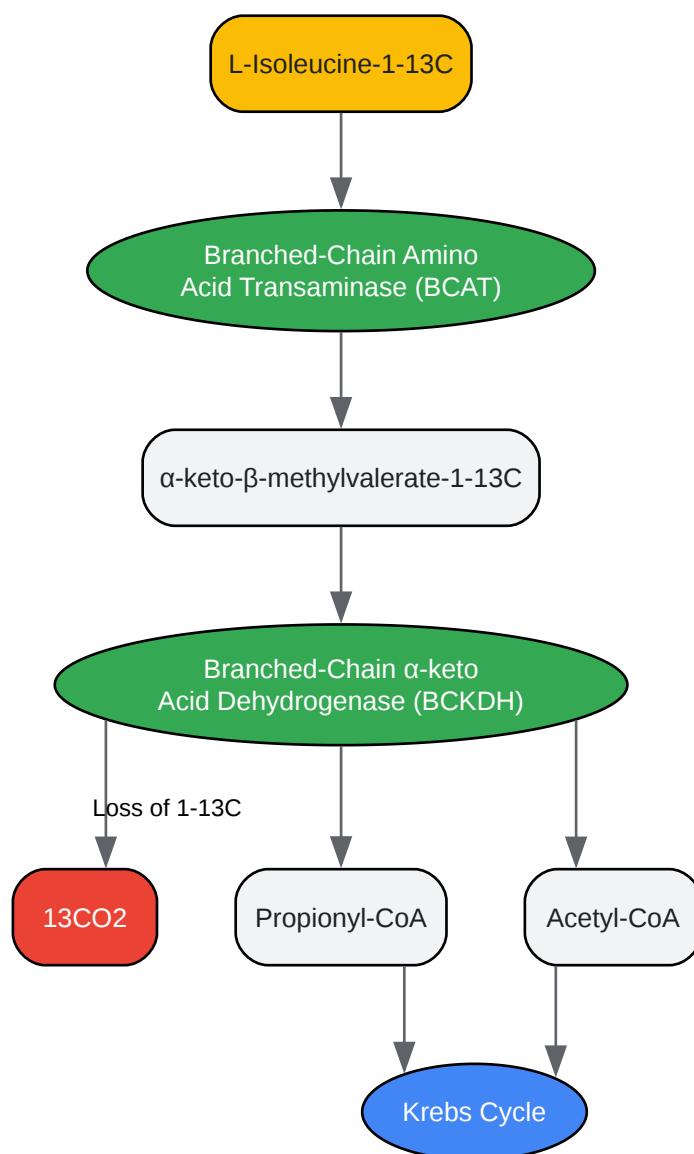 L-Isoleucine-1-13C
Branched-Chain Amino
Acid Transaminase (BCAT)
α-keto-β-methylvalerate-1-13C
Branched-Chain α-keto
Acid Dehydrogenase (BCKDH)
Loss of 1-13C
13CO2
Propionyl-CoA
Acetyl-CoA
Krebs Cycle